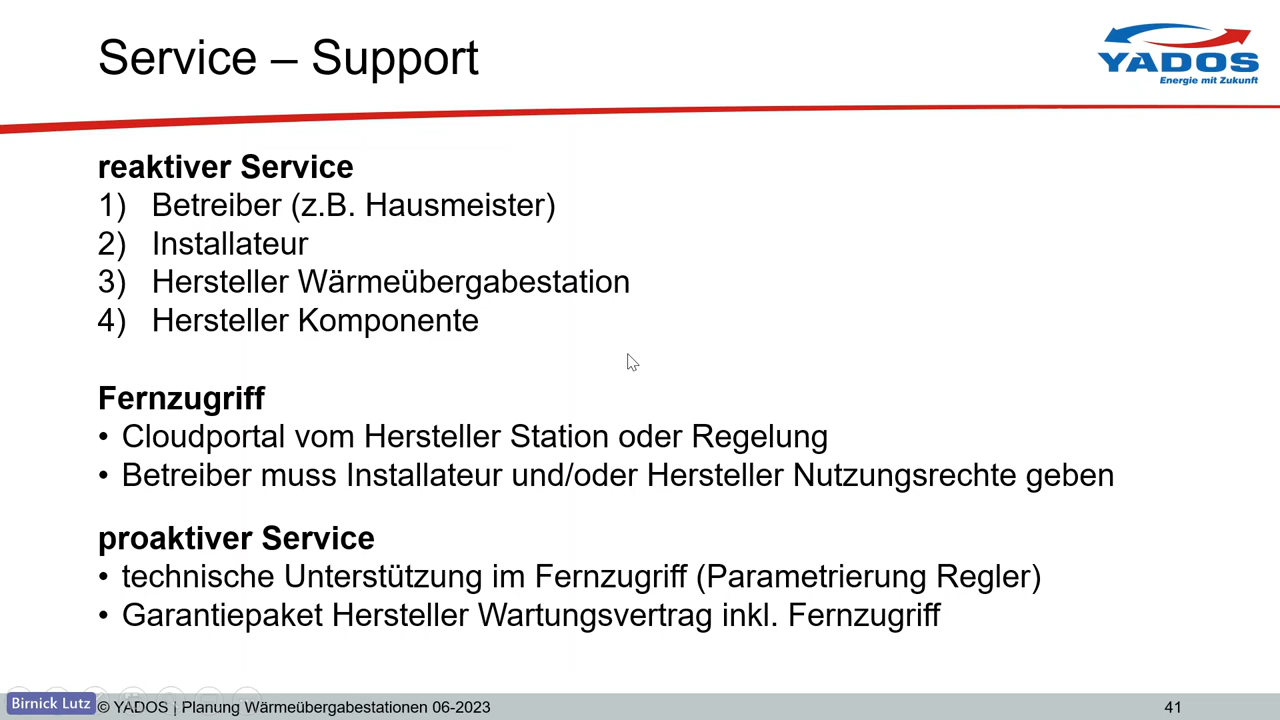 Service – Support
YADOS
Energie mit Zukunft
reaktiver Service
1) Betreiber (z.B. Hausmeister)
2) Installateur
3) Hersteller Wärmeübergabestation
4) Hersteller Komponente
Fernzugriff
• Cloudportal vom Hersteller Station oder Regelung
• Betreiber muss Installateur und/oder Hersteller Nutzungsrechte geben
proaktiver Service
• technische Unterstützung im Fernzugriff (Parametrierung Regler)
• Garantiepaket Hersteller Wartungsvertrag inkl. Fernzugriff
Birnick Lutz
© YADOS | Planung Wärmeübergabestationen 06-2023
41